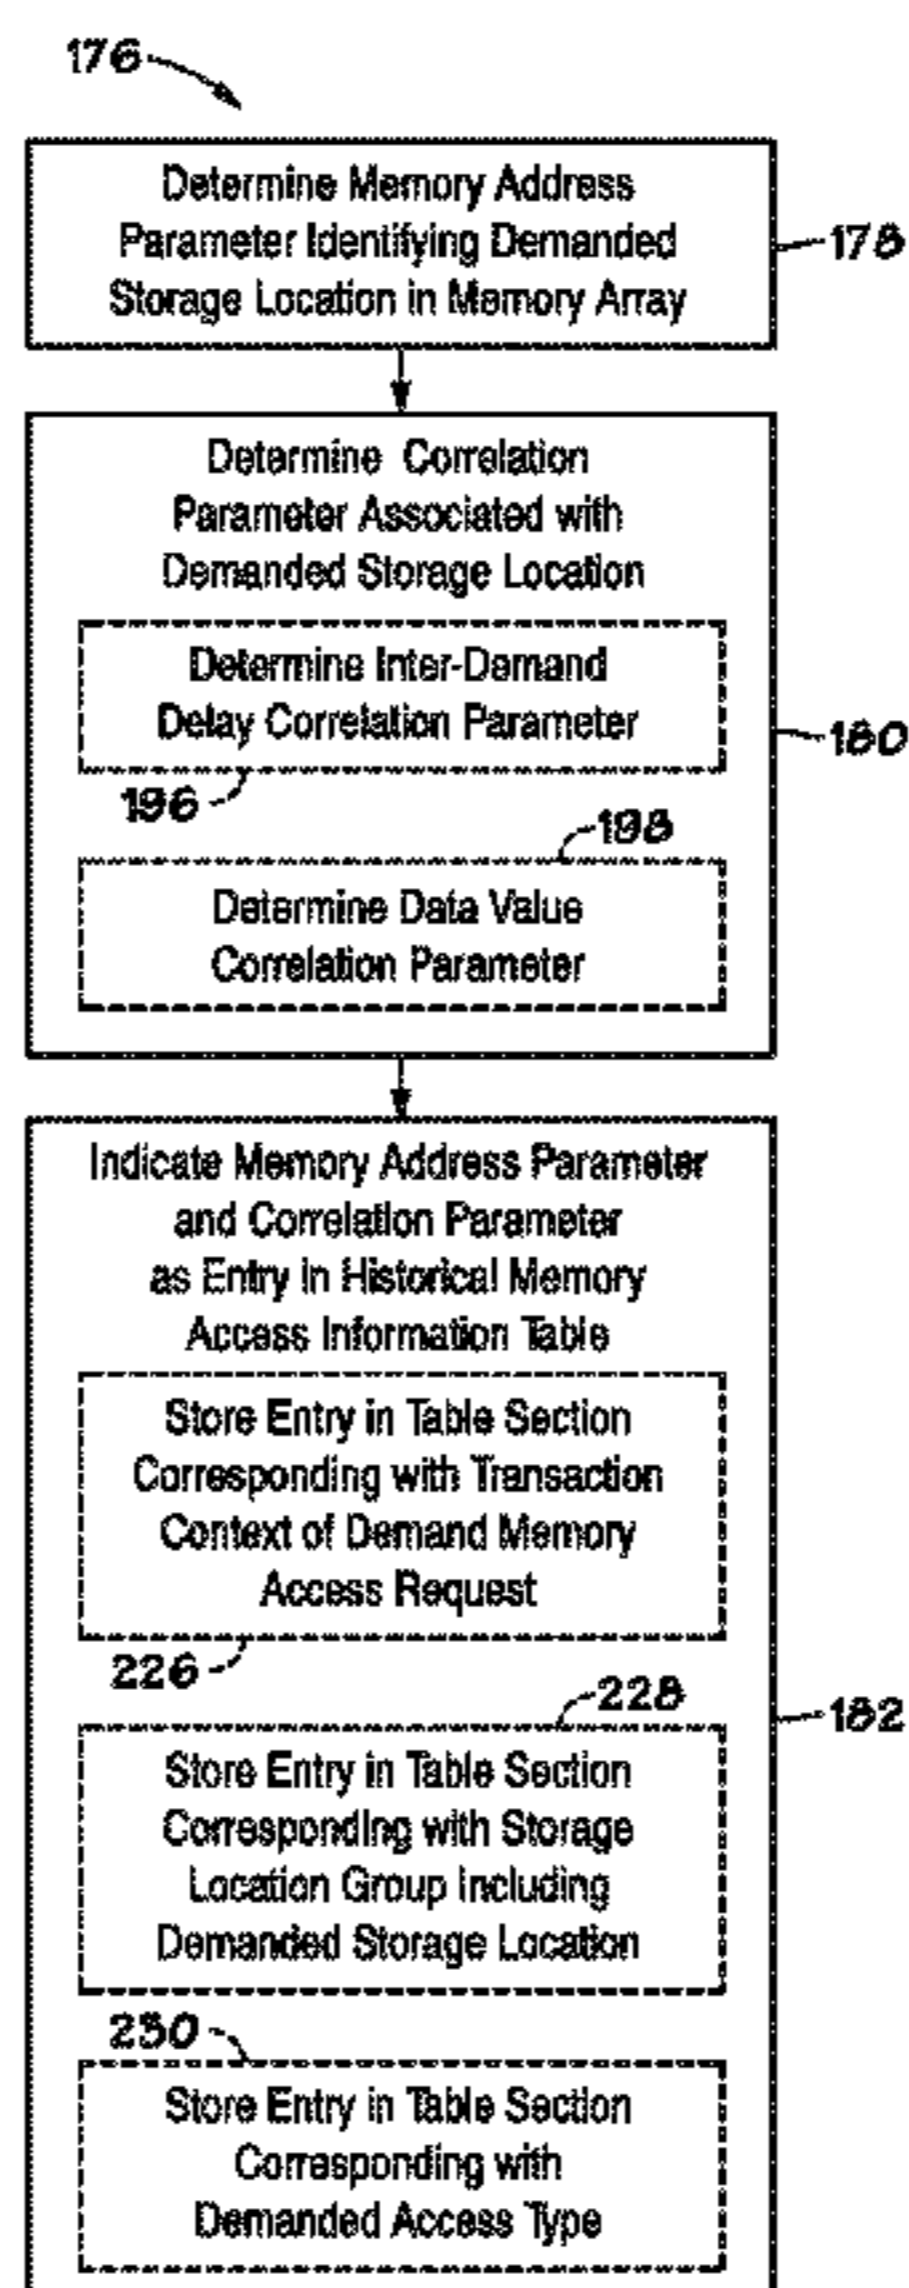 176
Determine Memory Address
Parameter Identifying Demanded
Storage Location in Memory Array
178
Determine Correlation
Parameter Associated with
Demanded Storage Location
Determine Inter-Demand
Delay Correlation Parameter
180
196
198
Determine Data Value
Correlation Parameter
Indicate Memory Address Parameter
and Correlation Parameter
as Entry in Historical Memory
Access Information Table
Store Entry in Table Section
Corresponding with Transaction
Context of Demand Memory
Access Request
226
228
182
Store Entry in Table Section
Corresponding with Storage
Location Group Including
Demanded Storage Location
230
Store Entry in Table Section
Corresponding with
Demanded Access Type